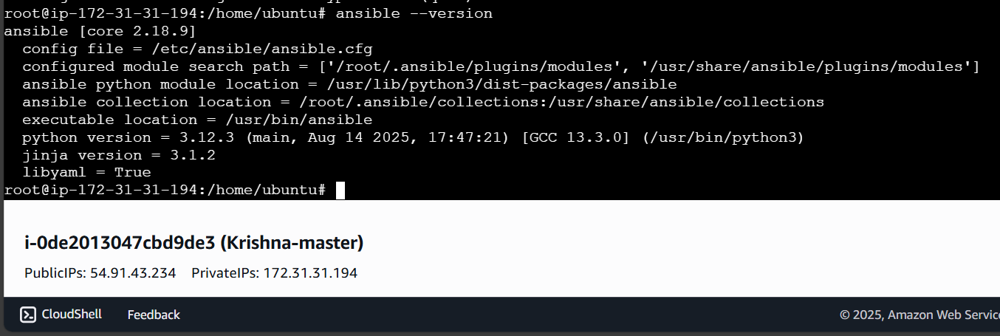 root@ip-172-31-31-194:/home/ubuntu# ansible --version
ansible [core 2.18.9]
  config file = /etc/ansible/ansible.cfg
  configured module search path = ['/root/.ansible/plugins/modules', '/usr/share/ansible/plugins/modules']
  ansible python module location = /usr/lib/python3/dist-packages/ansible
  ansible collection location = /root/.ansible/collections:/usr/share/ansible/collections
  executable location = /usr/bin/ansible
  python version = 3.12.3 (main, Aug 14 2025, 17:47:21) [GCC 13.3.0] (/usr/bin/python3)
  jinja version = 3.1.2
  libyaml = True
root@ip-172-31-31-194:/home/ubuntu#
i-0de2013047cbd9de3 (Krishna-master)
PublicIPs: 54.91.43.234 PrivateIPs: 172.31.31.194
CloudShell Feedback © 2025, Amazon Web